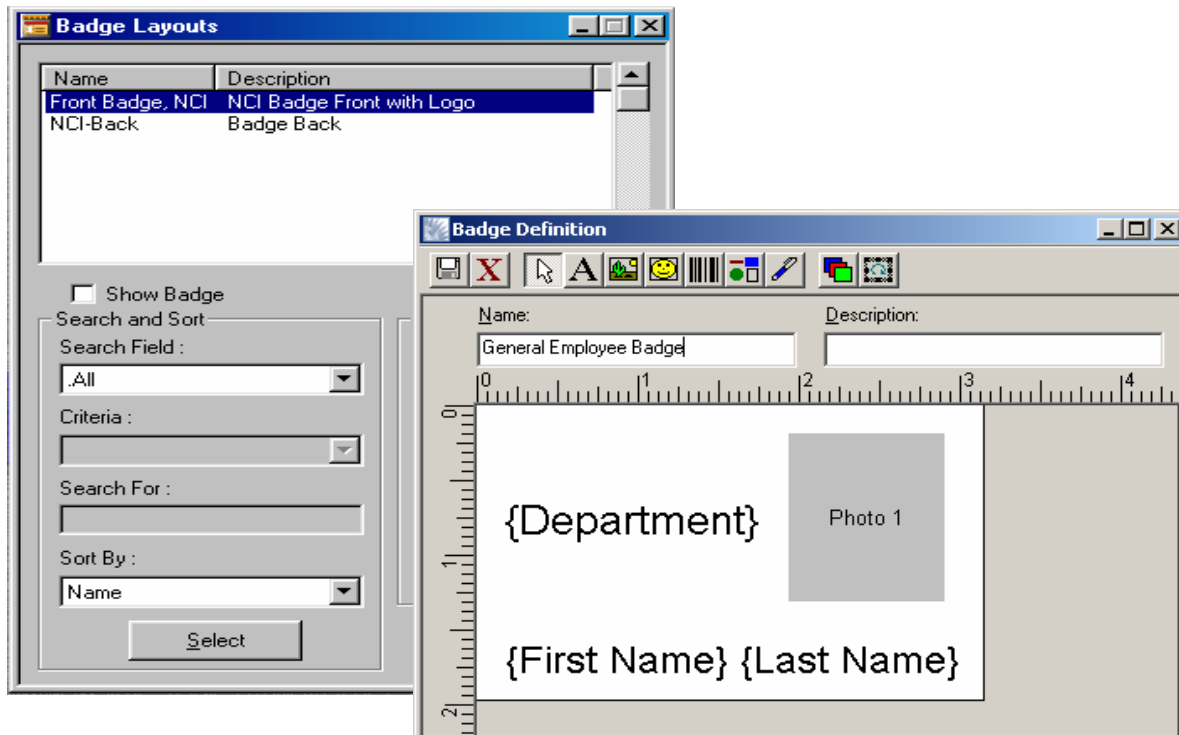 Badge Layouts
Name Description
Front Badge, NCI NCI Badge Front with Logo
NCI-Back Badge Back
Show Badge
Search and Sort
Search Field :
.All
Criteria :
Search For :
Sort By :
Name
Select
Badge Definition
A
Name: Description:
General Employee Badge
0 1 2 3 4
0
1
2
{Department}
Photo 1
{First Name} {Last Name}